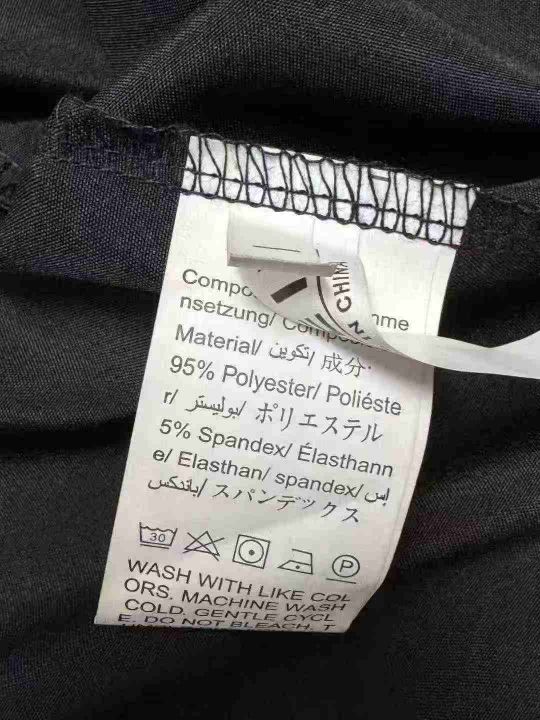 CHINA
nsetzung/
Material/ تكوين/ 成分·
95% Polyester/ Poliéste
r/ بوليستر/ ポリエステル
5% Spandex/ Élasthann
e/ Elasthan/ spandex/ إس
باندكس/ スパンデックス
30
P
WASH WITH LIKE COL
ORS. MACHINE WASH
COLD. GENTLE CYCL
E. DO NOT BLEACH. T